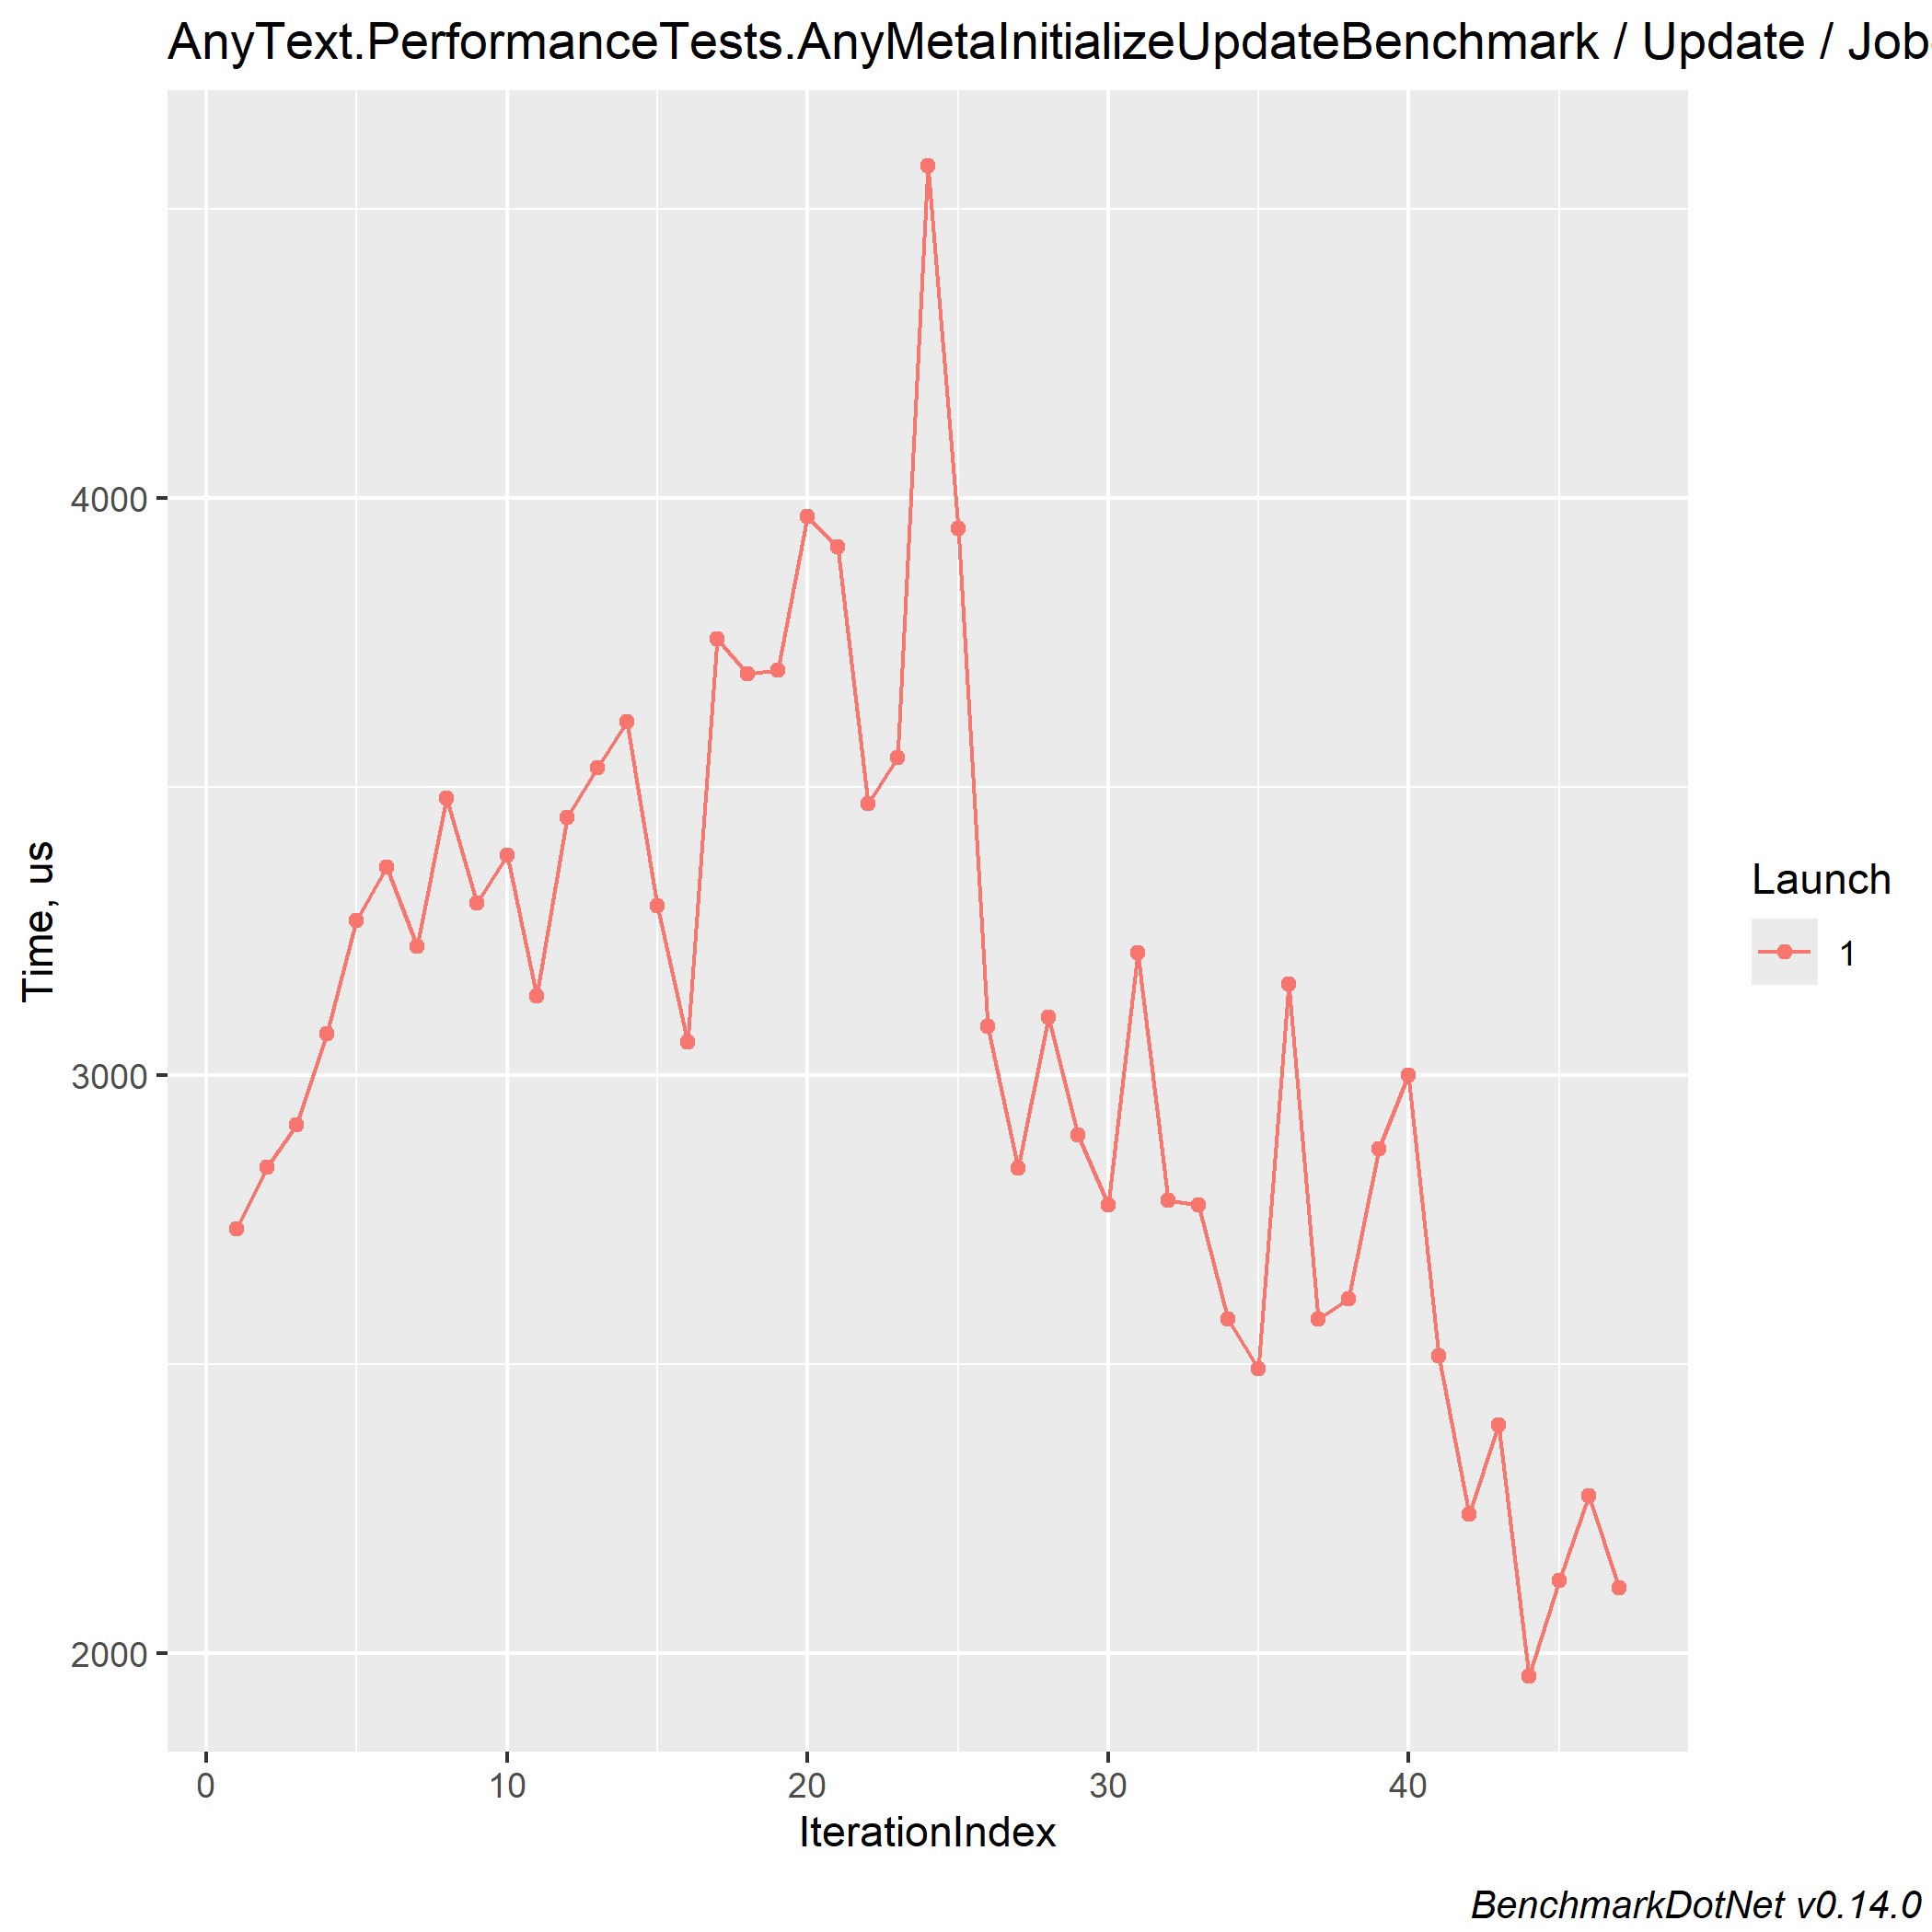 AnyText.PerformanceTests.AnyMetaInitializeUpdateBenchmark / Update / Job
Time, us
4000
3000
2000
0 10 20 30 40
IterationIndex
Launch
1
BenchmarkDotNet v0.14.0